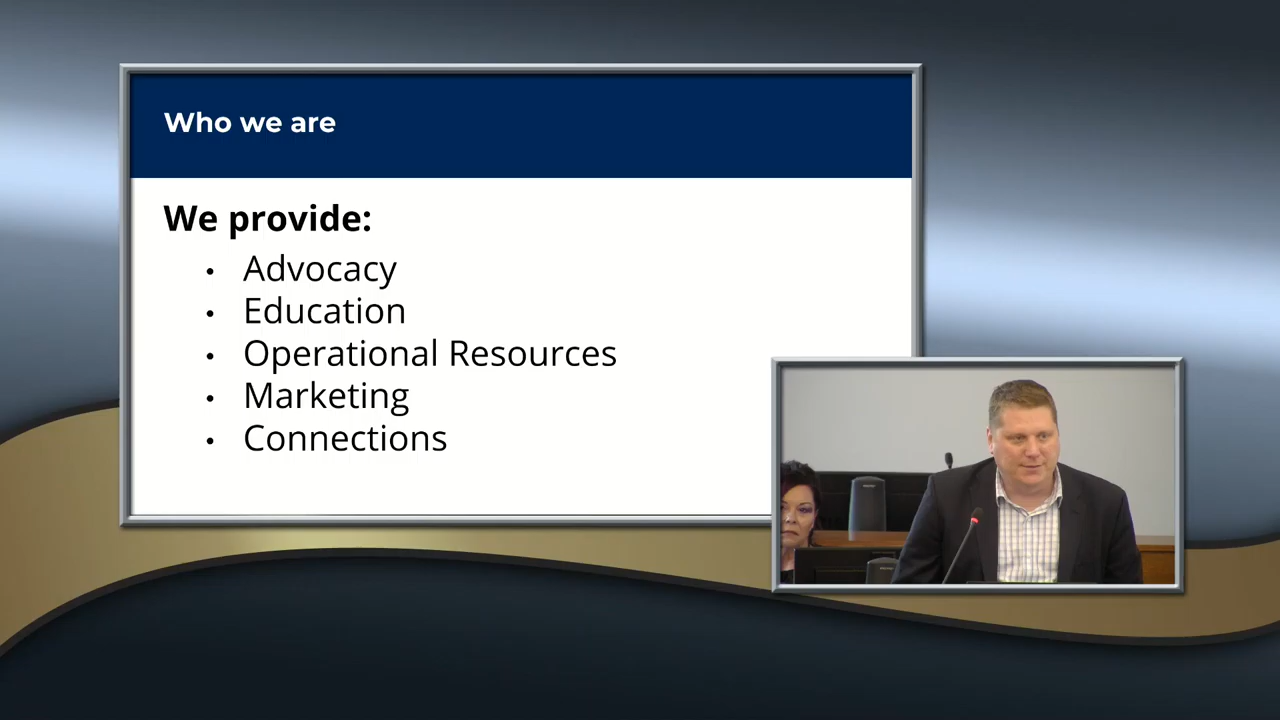 Who we are
We provide:
• Advocacy
• Education
• Operational Resources
• Marketing
• Connections